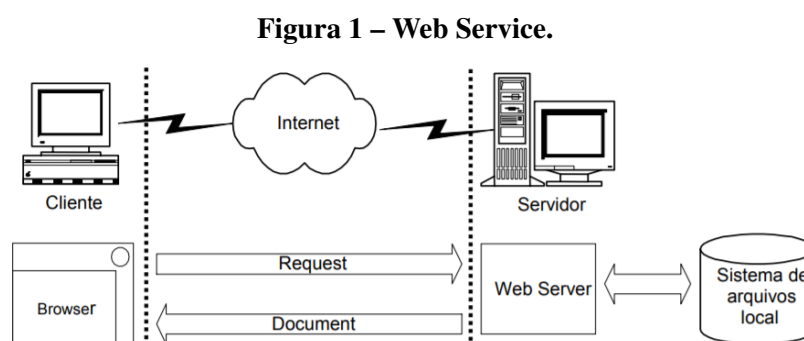 Figura 1 – Web Service.
Internet
Cliente
Servidor
Request
Web Server
Sistema de
arquivos
local
Browser
Document